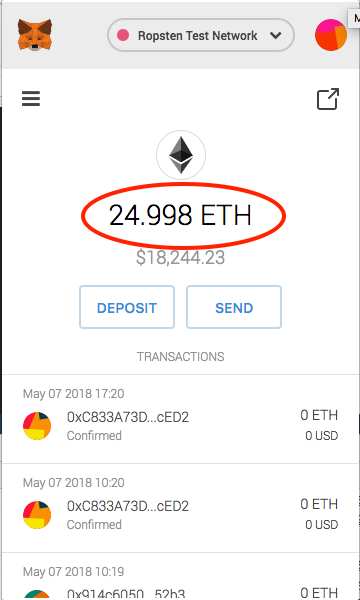 Ropsten Test Network
M
24.998 ETH
$18,244.23
DEPOSIT
SEND
TRANSACTIONS
May 07 2018 17:20
0xC833A73D...cED2
0 ETH
Confirmed
0 USD
May 07 2018 10:20
0xC833A73D...cED2
0 ETH
Confirmed
0 USD
May 07 2018 10:19
0x914c6050...52b3
0 ETH